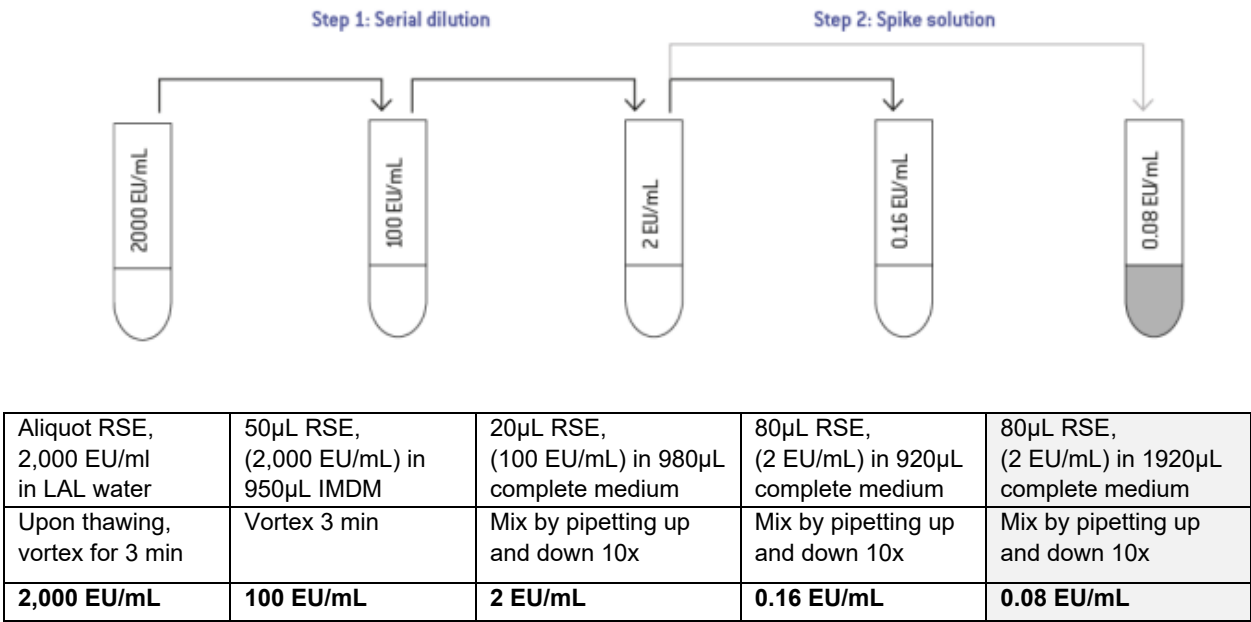 Step 1: Serial dilution
Step 2: Spike solution
2000 EU/mL
100 EU/mL
2 EU/mL
0.16 EU/mL
0.08 EU/mL
Aliquot RSE,
2,000 EU/ml
in LAL water
50µL RSE,
(2,000 EU/mL) in
950µL IMDM
20µL RSE,
(100 EU/mL) in 980µL
complete medium
80µL RSE,
(2 EU/mL) in 920µL
complete medium
80µL RSE,
(2 EU/mL) in 1920µL
complete medium
Upon thawing,
vortex for 3 min
Vortex 3 min
Mix by pipetting up
and down 10x
Mix by pipetting up
and down 10x
Mix by pipetting up
and down 10x
2,000 EU/mL
100 EU/mL
2 EU/mL
0.16 EU/mL
0.08 EU/mL